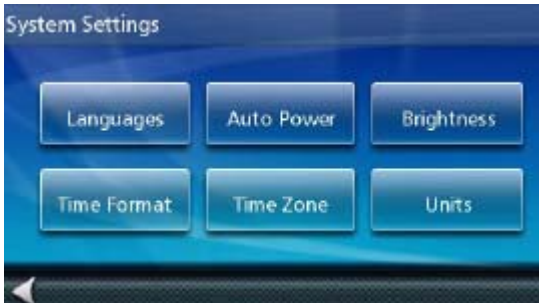 System Settings
Languages
Auto Power
Brightness
Time Format
Time Zone
Units